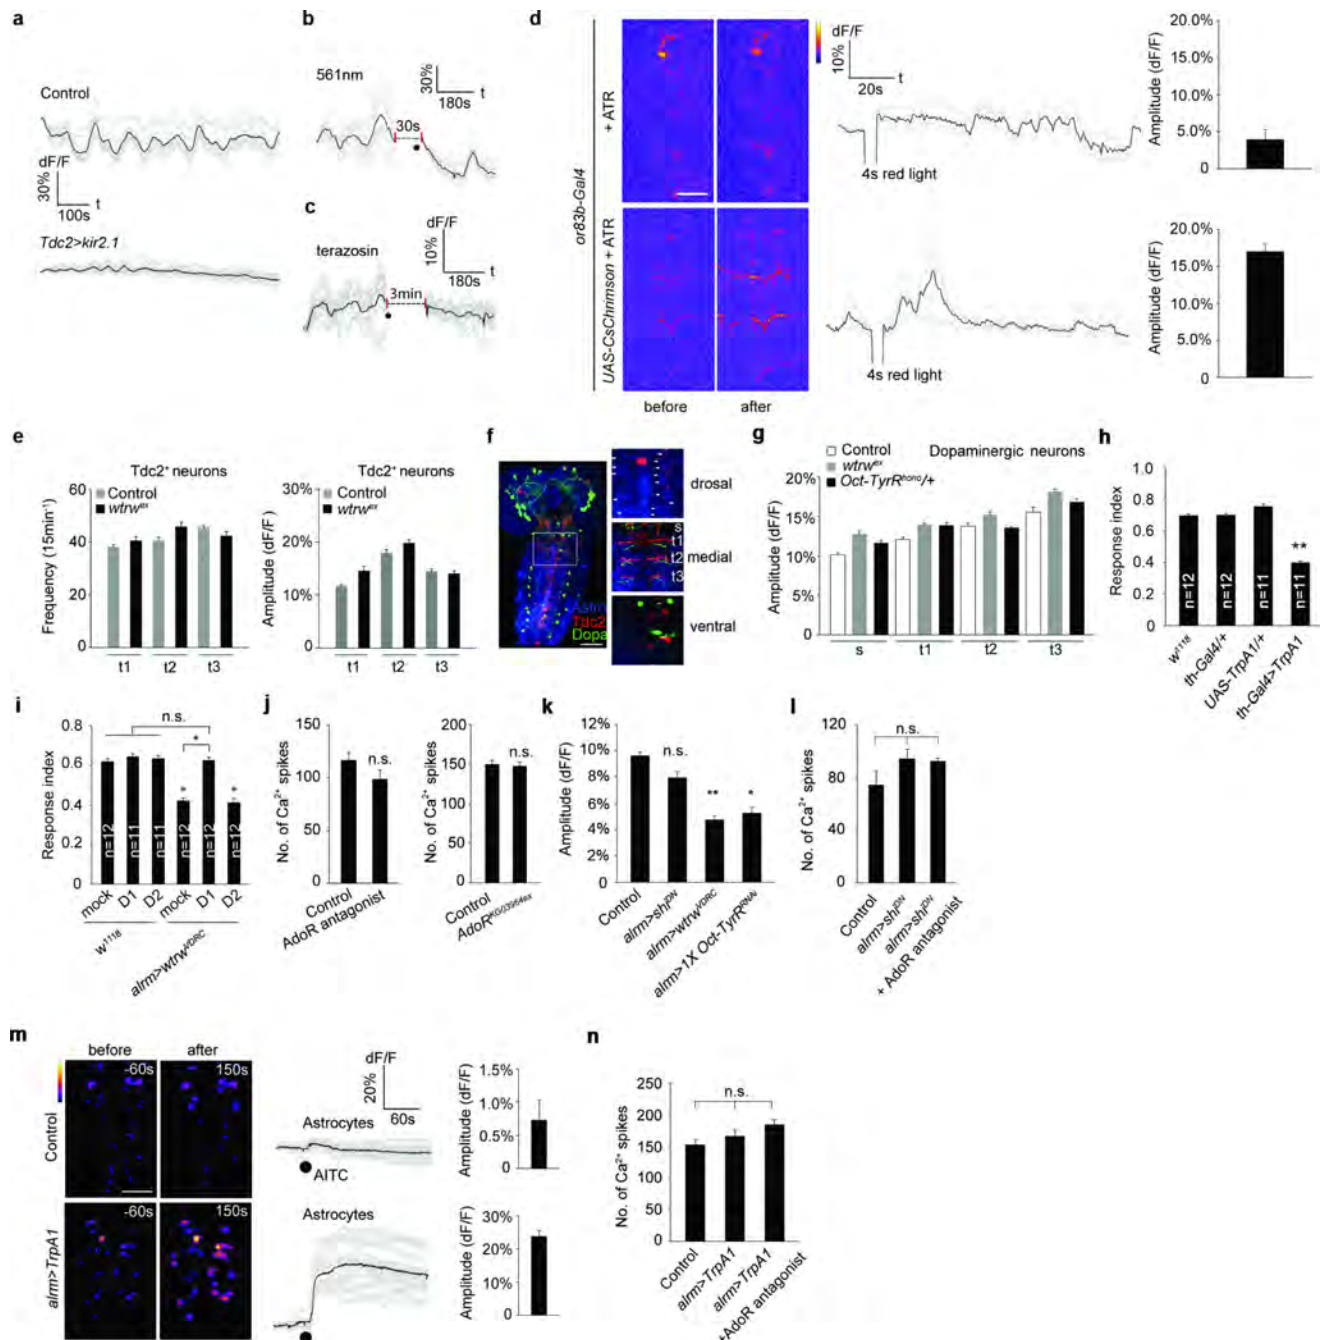 a
Control
dF/F
30%
100s
Tdc2>kir2.1
b
561nm
30%
180s
t
30s
c
terazosin
dF/F
10%
180s
3min
d
or83b-Gal4
+ ATR
UAS-CsChrimson + ATR
before
after
dF/F
10%
20s
t
4s red light
4s red light
Amplitude (dF/F)
20.0%
15.0%
10.0%
5.0%
0
Amplitude (dF/F)
20.0%
15.0%
10.0%
5.0%
0
e
Tdc2⁺ neurons
Control
wtrwᵉˣ
Frequency (15min⁻¹)
60
40
20
0
t1
t2
t3
Tdc2⁺ neurons
Control
wtrwᵉˣ
Amplitude (dF/F)
30%
20%
10%
0
t1
t2
t3
f
Tdc2
Dopa
drosal
s
t1
t2
t3
medial
ventral
g
Control
wtrwᵉˣ
Oct-TyrRʰᵒⁿᵒ/+
Dopaminergic neurons
Amplitude (dF/F)
20%
15%
10%
5%
0
s
t1
t2
t3
h
Response index
1.0
0.8
0.6
0.4
0.2
0
**
n=12
n=12
n=11
n=11
w¹¹¹⁸
th-Gal4/+
UAS-TrpA1/+
th-Gal4>TrpA1
i
Response index
0.8
0.6
0.4
0.2
0
n.s.
*
*
*
n=12
n=11
n=11
n=12
n=11
n=12
mock
D1
D2
mock
D1
D2
w¹¹¹⁸
alrm>wtrwⱽᴰᴿᶜ
j
No. of Ca²⁺ spikes
150
100
50
0
n.s.
Control
AdoR antagonist
No. of Ca²⁺ spikes
200
150
100
50
0
n.s.
Control
k
Amplitude (dF/F)
12%
10%
8%
6%
4%
2%
0
n.s.
**
*
Control
alrm>shiᴰᴺ
alrm>wtrwⱽᴰᴿᶜ
alrm>1X Oct-TyrRᴿᴺᴬⁱ
l
No. of Ca²⁺ spikes
120
80
40
0
n.s.
Control
alrm>shiᴰᴺ
alrm>shiᴰᴺ
+ AdoR antagonist
m
before
after
Control
-60s
150s
alrm>TrpA1
-60s
150s
dF/F
20%
60s
Astrocytes
AITC
Astrocytes
Amplitude (dF/F)
1.5%
1.0%
0.5%
0
Amplitude (dF/F)
30%
20%
10%
0
n
No. of Ca²⁺ spikes
250
200
150
100
50
0
n.s.
Control
alrm>TrpA1
alrm>TrpA1
+AdoR antagonist